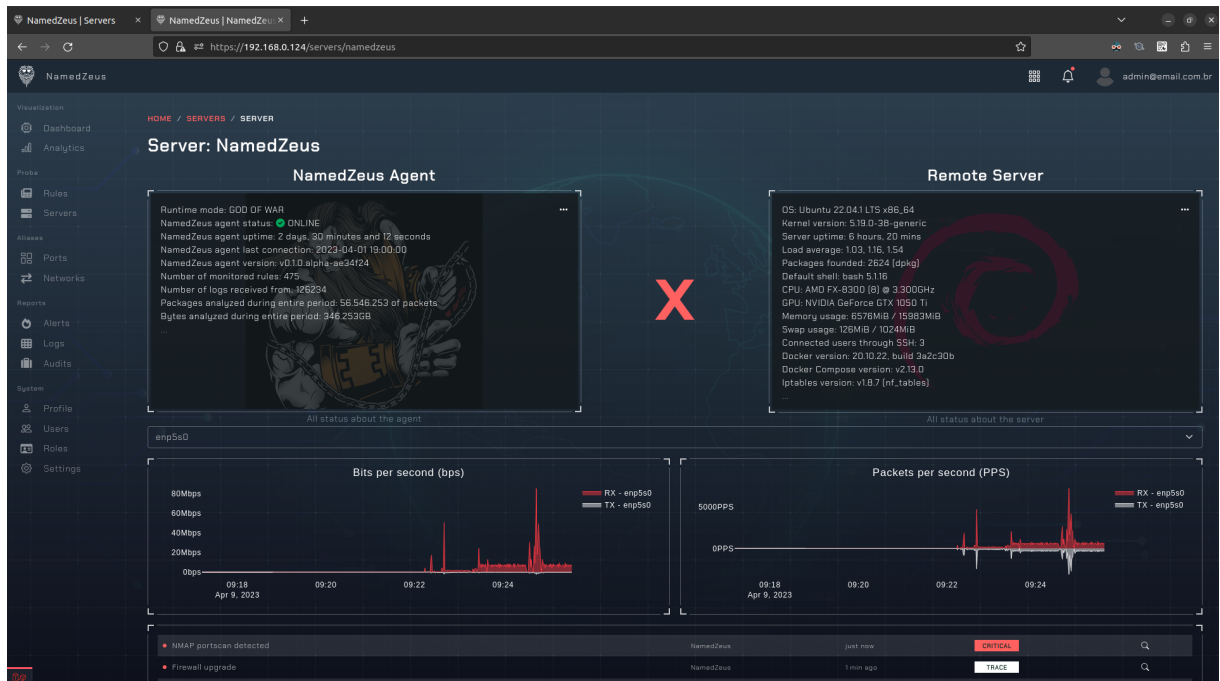 NamedZeus | Servers
NamedZeus | NamedZeu
https://192.168.0.124/servers/namedzeus
NamedZeus
admin@email.com.br
Visualization
Dashboard
Analytics
Proba
Rules
Servers
Aliases
Ports
Networks
Reports
Alerts
Logs
Audits
System
Profile
Users
Roles
Settings
HOME / SERVERS / SERVER
Server: NamedZeus
NamedZeus Agent
Runtime mode: GOD OF WAR
NamedZeus agent status: ONLINE
NamedZeus agent uptime: 2 days, 30 minutes and 12 seconds
NamedZeus agent last connection: 2023-04-01 19:00:00
NamedZeus agent version: v0.1.0.alpha-ae34f24
Number of monitored rules: 475
Number of logs received from: 126234
Packages analyzed during entire period: 56.546.253 of packets
Bytes analyzed during entire period: 346.253GB
...
All status about the agent
X
Remote Server
OS: Ubuntu 22.04.1 LTS x86_64
Kernel version: 5.19.0-38-generic
Server uptime: 6 hours, 20 mins
Load average: 1.03, 1.16, 1.54
Packages founded: 2624 (dpkg)
Default shell: bash 5.1.16
CPU: AMD FX-8300 (8) @ 3.300GHz
GPU: NVIDIA GeForce GTX 1050 Ti
Memory usage: 6576MiB / 15983MiB
Swap usage: 126MiB / 1024MiB
Connected users through SSH: 3
Docker version: 20.10.22, build 3a2c30b
Docker Compose version: v2.13.0
Iptables version: v1.8.7 (nf_tables)
...
All status about the server
enp5s0
Bits per second (bps)
80Mbps
60Mbps
40Mbps
20Mbps
0bps
09:18
09:20
09:22
09:24
Apr 9, 2023
RX - enp5s0
TX - enp5s0
Packets per second (PPS)
5000PPS
0PPS
09:18
09:20
09:22
09:24
Apr 9, 2023
RX - enp5s0
TX - enp5s0
NMAP portscan detected NamedZeus just now CRITICAL
Firewall upgrade NamedZeus 1 min ago TRACE